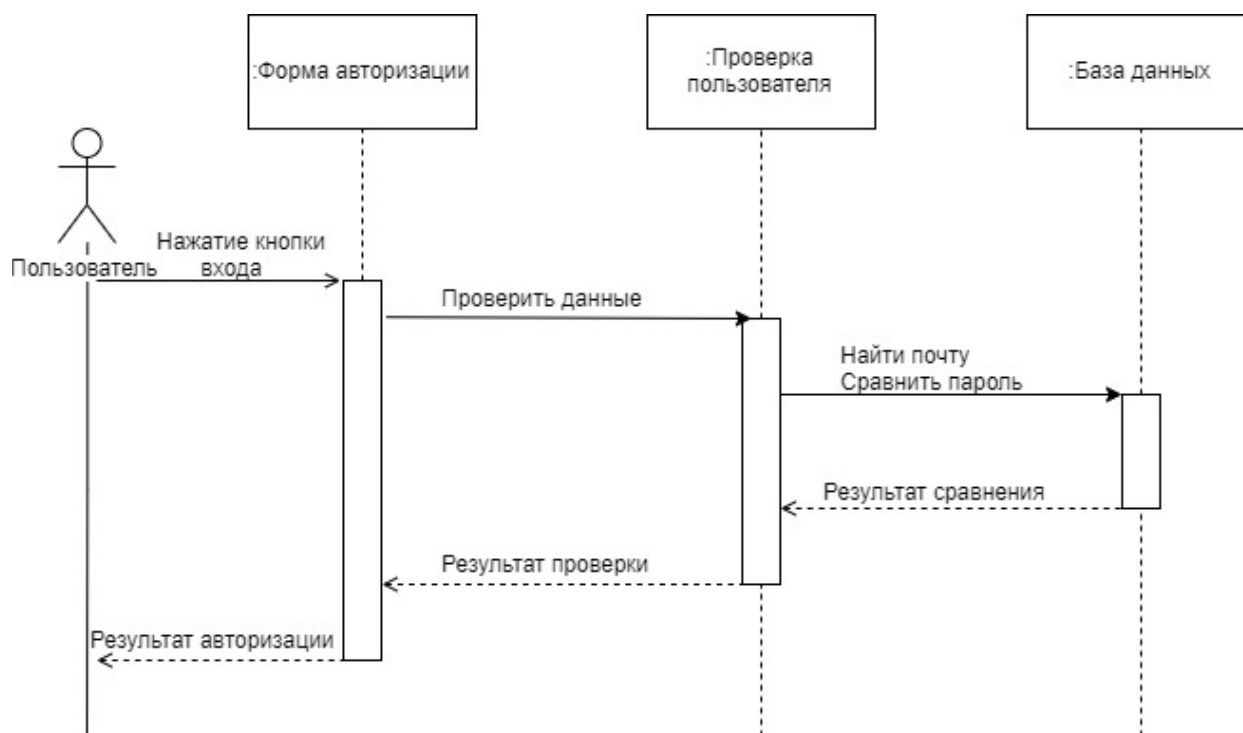 :Форма авторизации
:Проверка
пользователя
:База данных
Нажатие кнопки
входа
Пользователь
Проверить данные
Найти почту
Сравнить пароль
Результат сравнения
Результат проверки
Результат авторизации